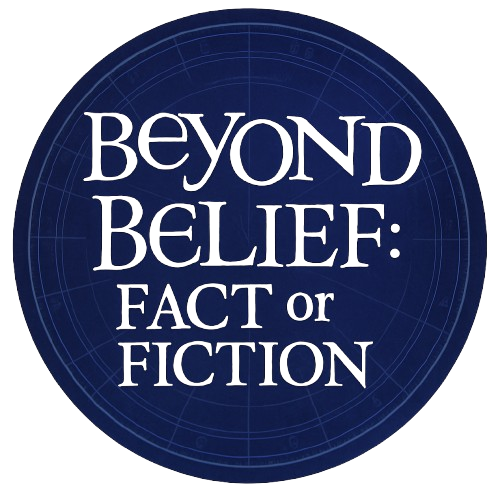 BeyOND
BELIEF:
FACT or
FICTION